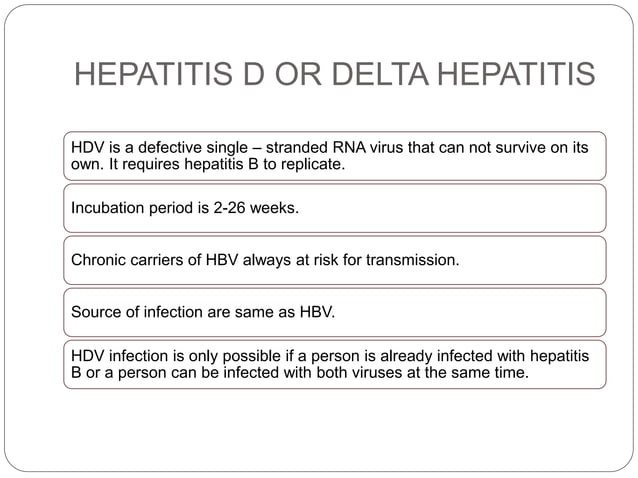 HEPATITIS D OR DELTA HEPATITIS
HDV is a defective single – stranded RNA virus that can not survive on its
own. It requires hepatitis B to replicate.
Incubation period is 2-26 weeks.
Chronic carriers of HBV always at risk for transmission.
Source of infection are same as HBV.
HDV infection is only possible if a person is already infected with hepatitis
B or a person can be infected with both viruses at the same time.